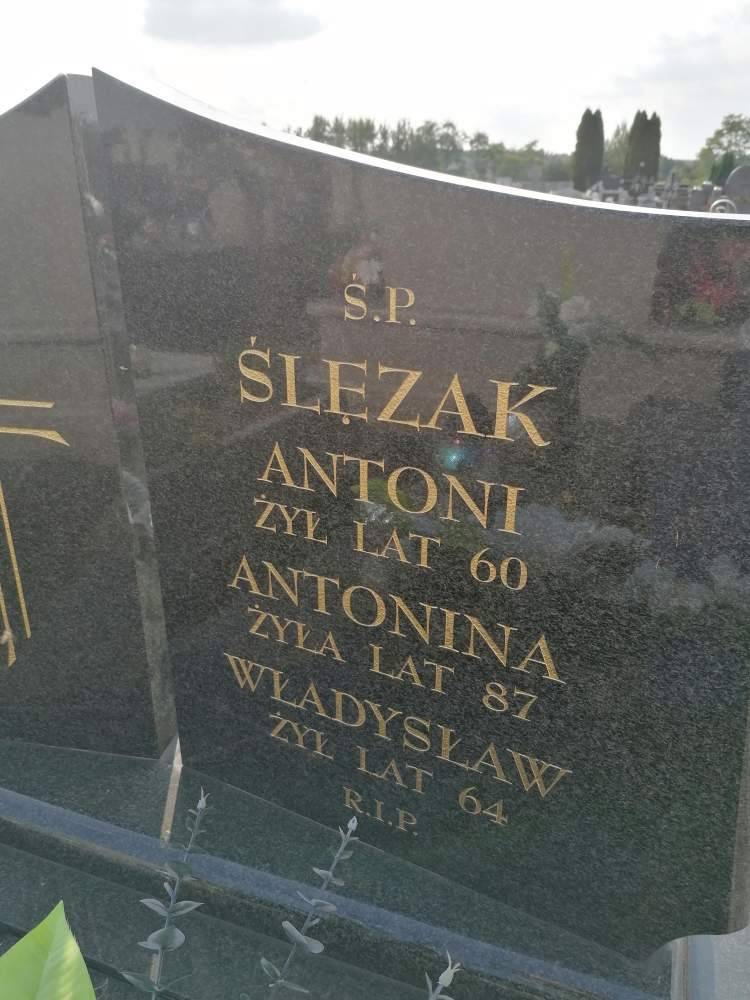 Ś.P.
ŚLĘZAK
ANTONI
ŻYŁ LAT 60
ANTONINA
ŻYŁA LAT 87
WŁADYSŁAW
ŻYŁ LAT 64
R.I.P.